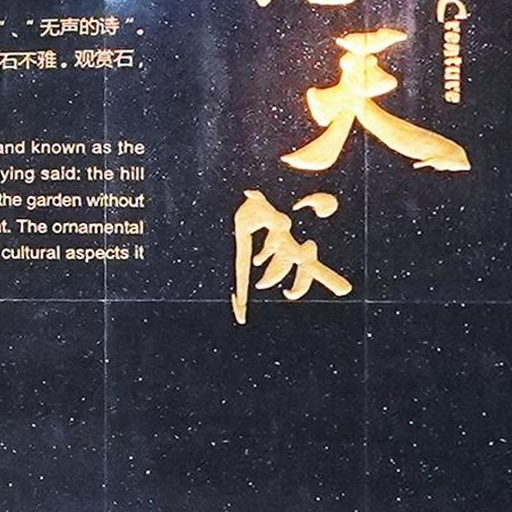 "、"无声的诗"。
石不雅。观赏石，
and known as the
ying said: the hill
the garden without
t. The ornamental
cultural aspects it
天成
Creature